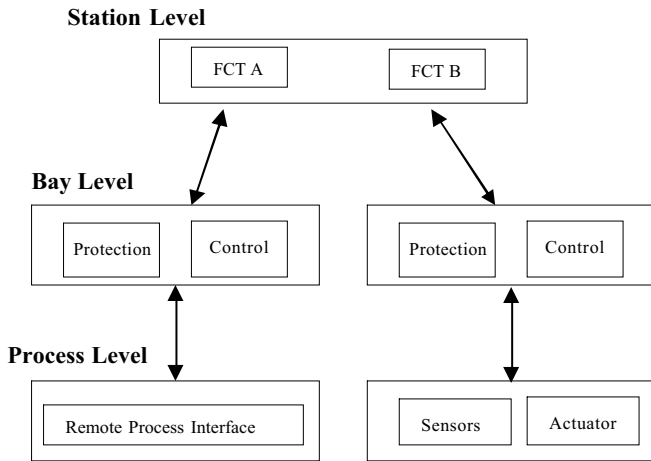 Station Level
FCT A
FCT B
Bay Level
Protection
Control
Protection
Control
Process Level
Remote Process Interface
Sensors
Actuator